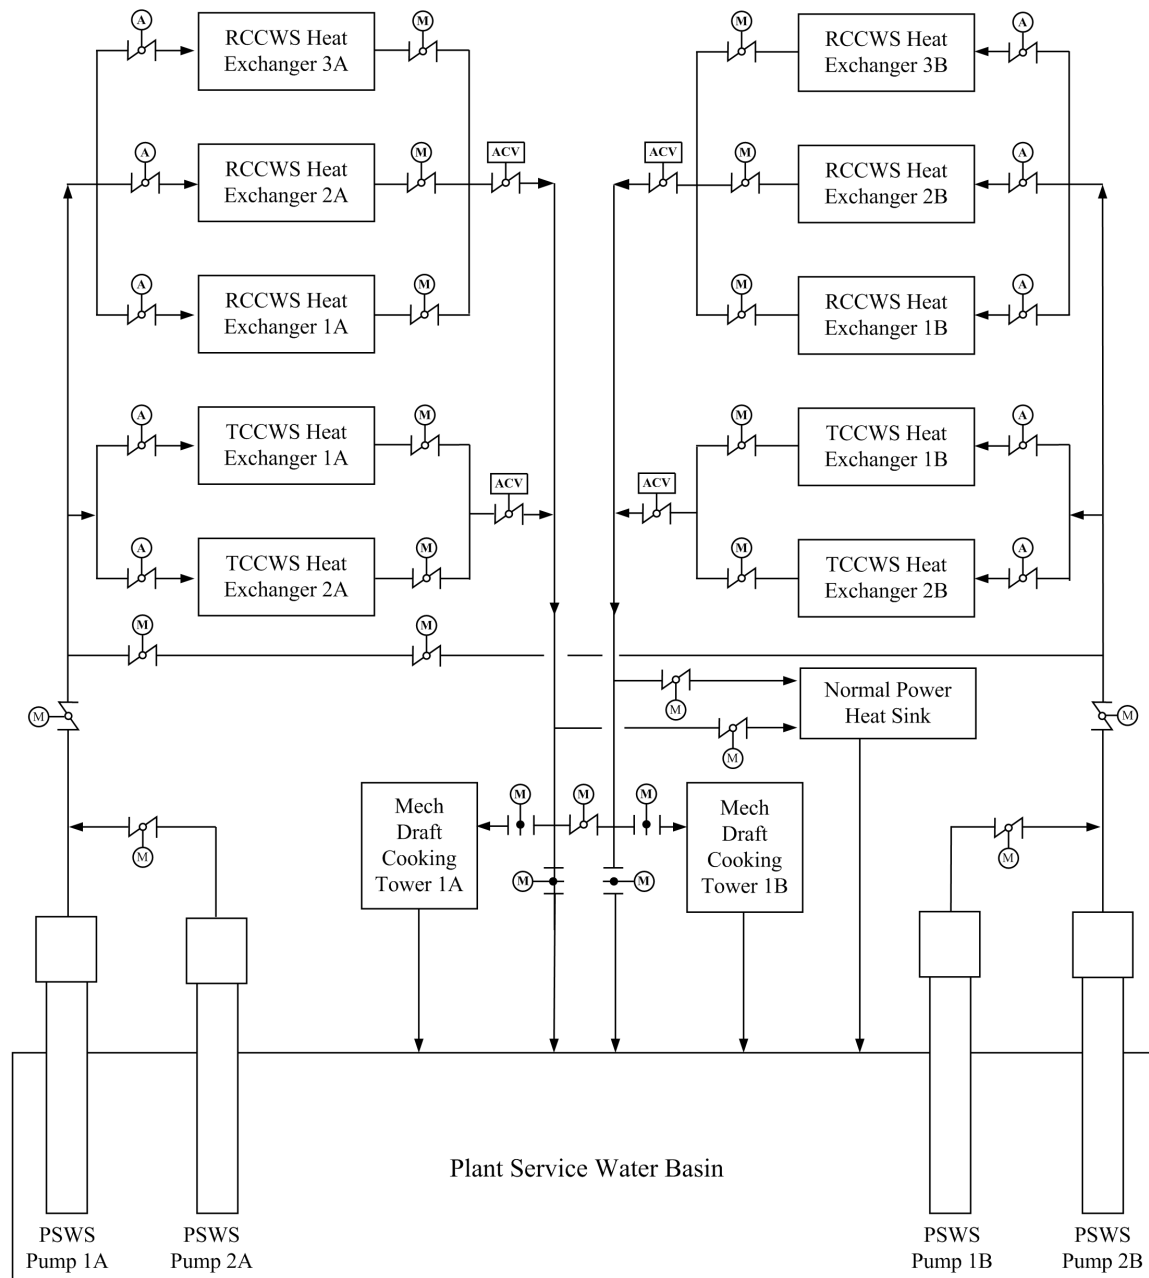 A
RCCWS Heat
Exchanger 3A
M
M
RCCWS Heat
Exchanger 3B
A
A
RCCWS Heat
Exchanger 2A
M
ACV
ACV
M
RCCWS Heat
Exchanger 2B
A
A
RCCWS Heat
Exchanger 1A
M
M
RCCWS Heat
Exchanger 1B
A
A
TCCWS Heat
Exchanger 1A
M
M
TCCWS Heat
Exchanger 1B
A
ACV
ACV
A
TCCWS Heat
Exchanger 2A
M
M
TCCWS Heat
Exchanger 2B
A
M
M
M
M
Normal Power
Heat Sink
M
M
M
Mech
Draft
Cooking
Tower 1A
M
M
M
Mech
Draft
Cooking
Tower 1B
M
M
M
M
Plant Service Water Basin
PSWS
Pump 1A
PSWS
Pump 2A
PSWS
Pump 1B
PSWS
Pump 2B